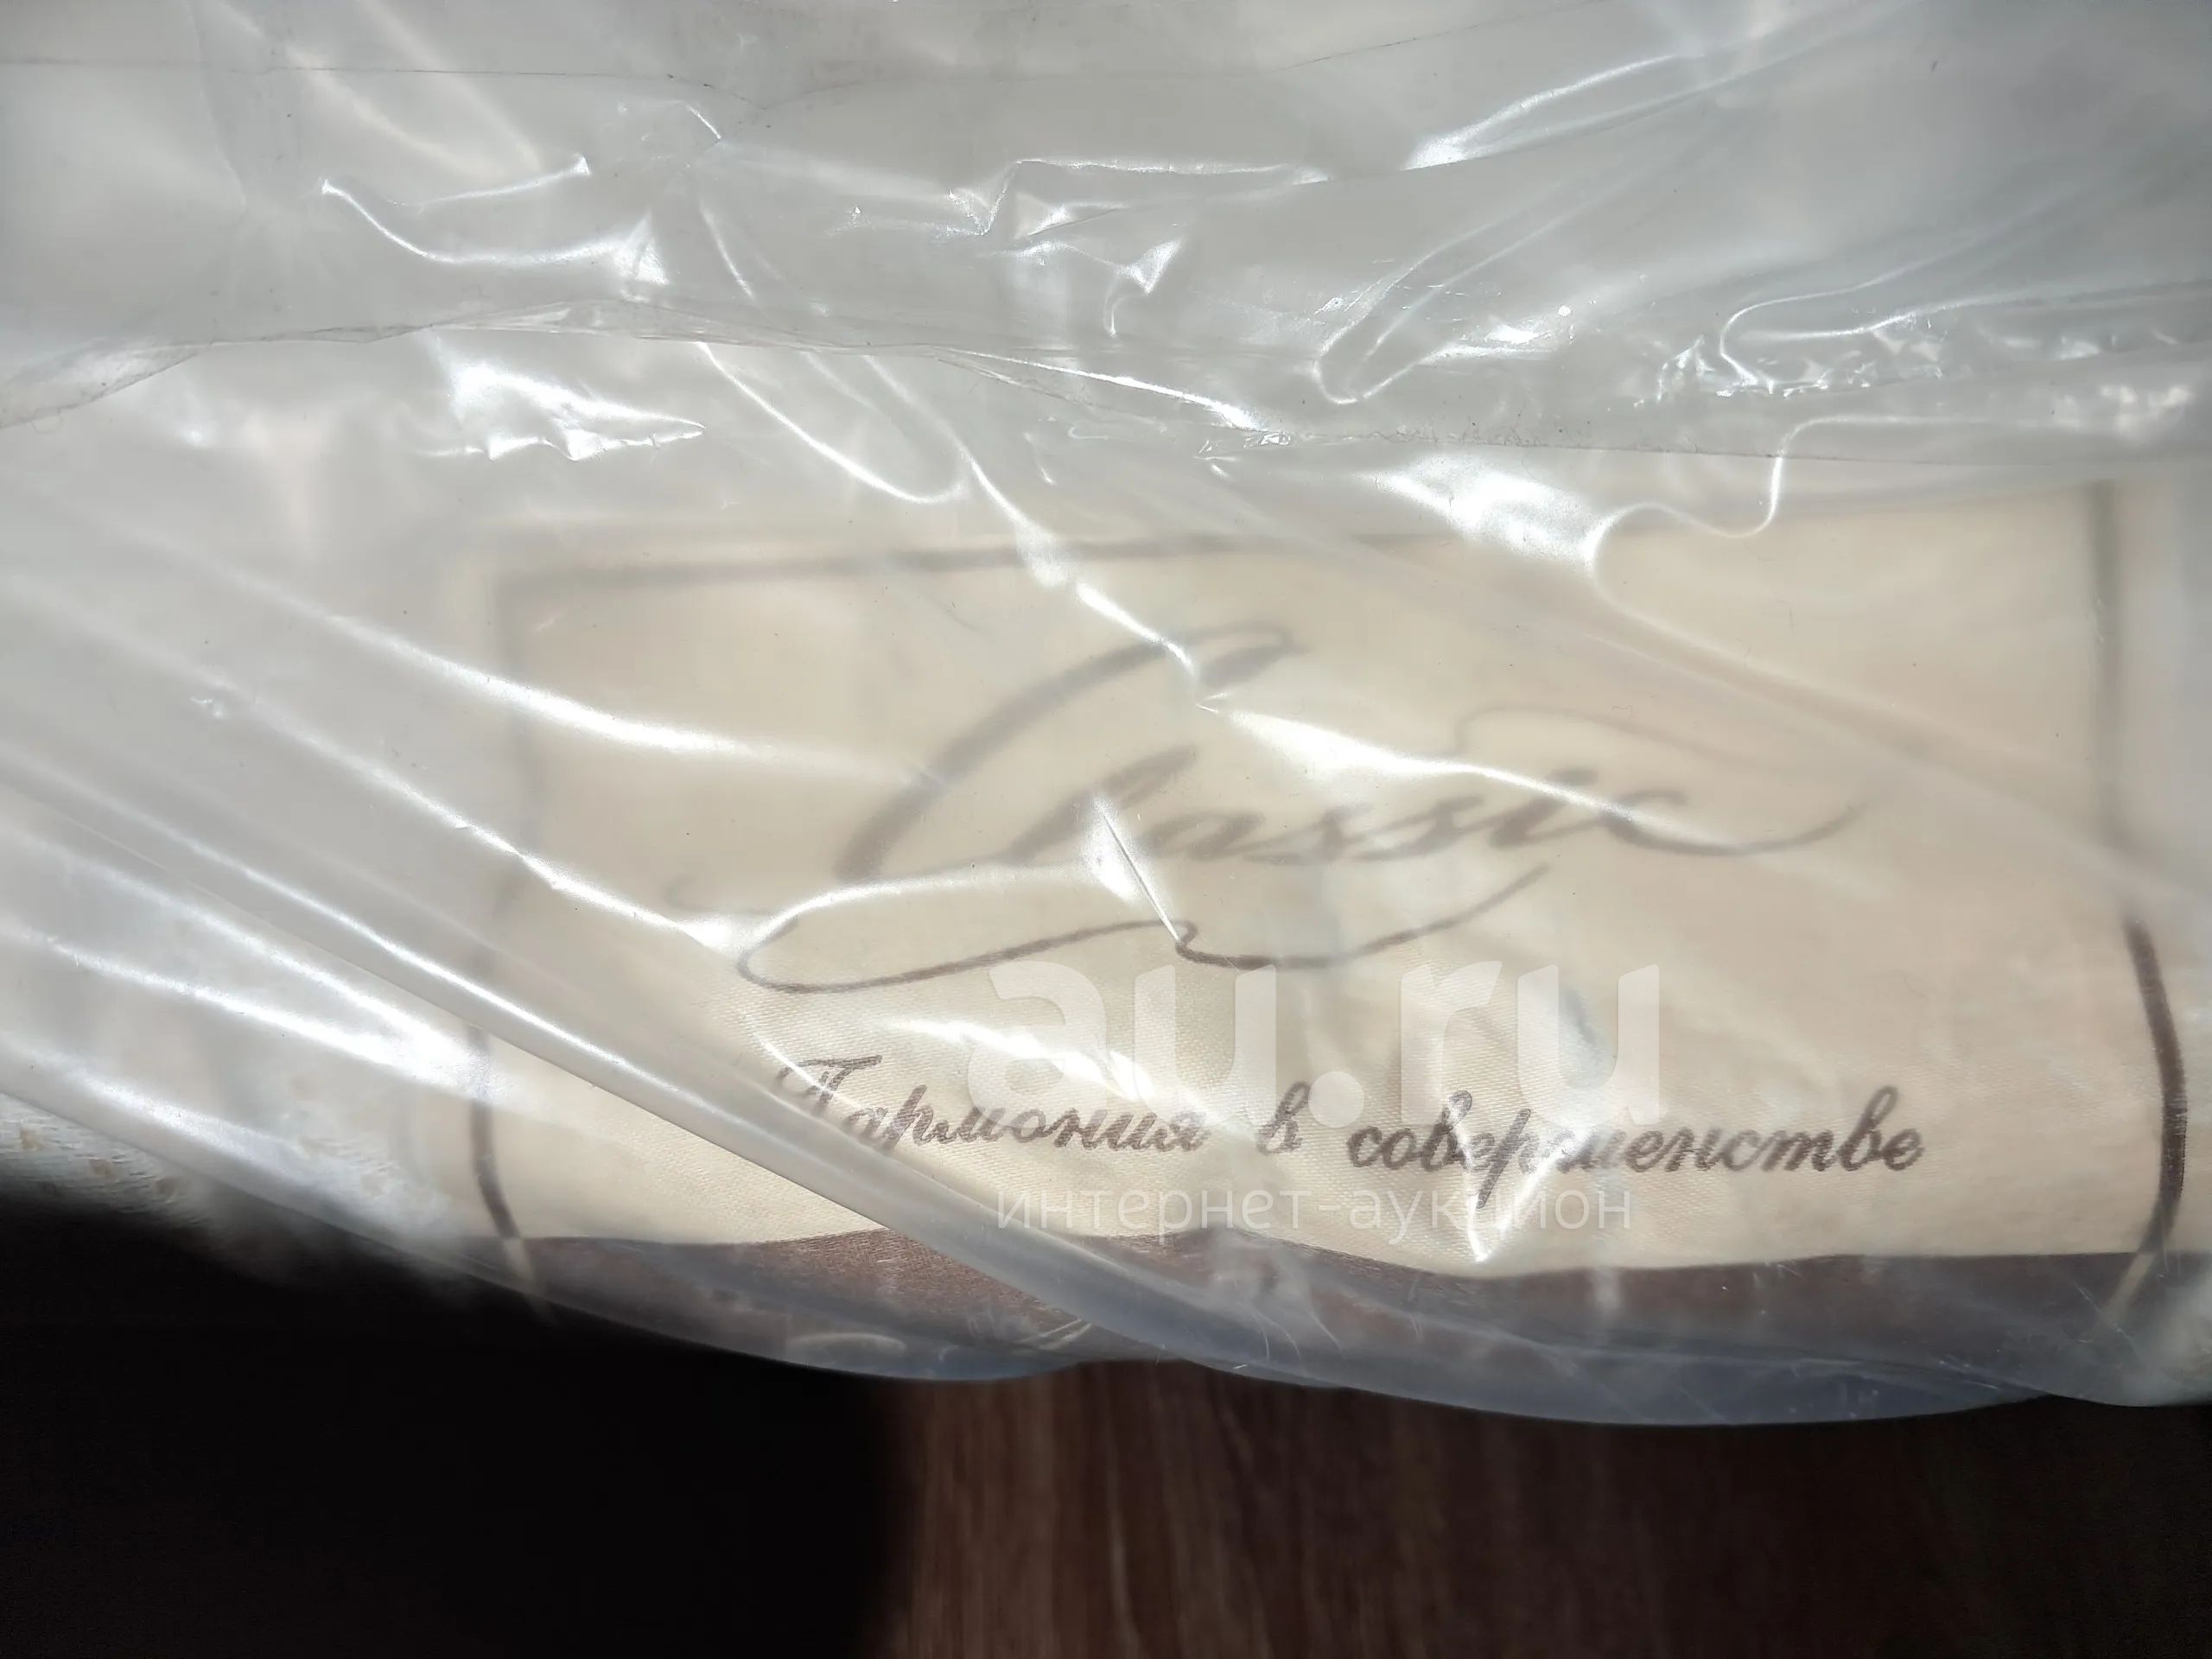 Classic
au.ru
Гармония в совершенстве
интернет-аукцион